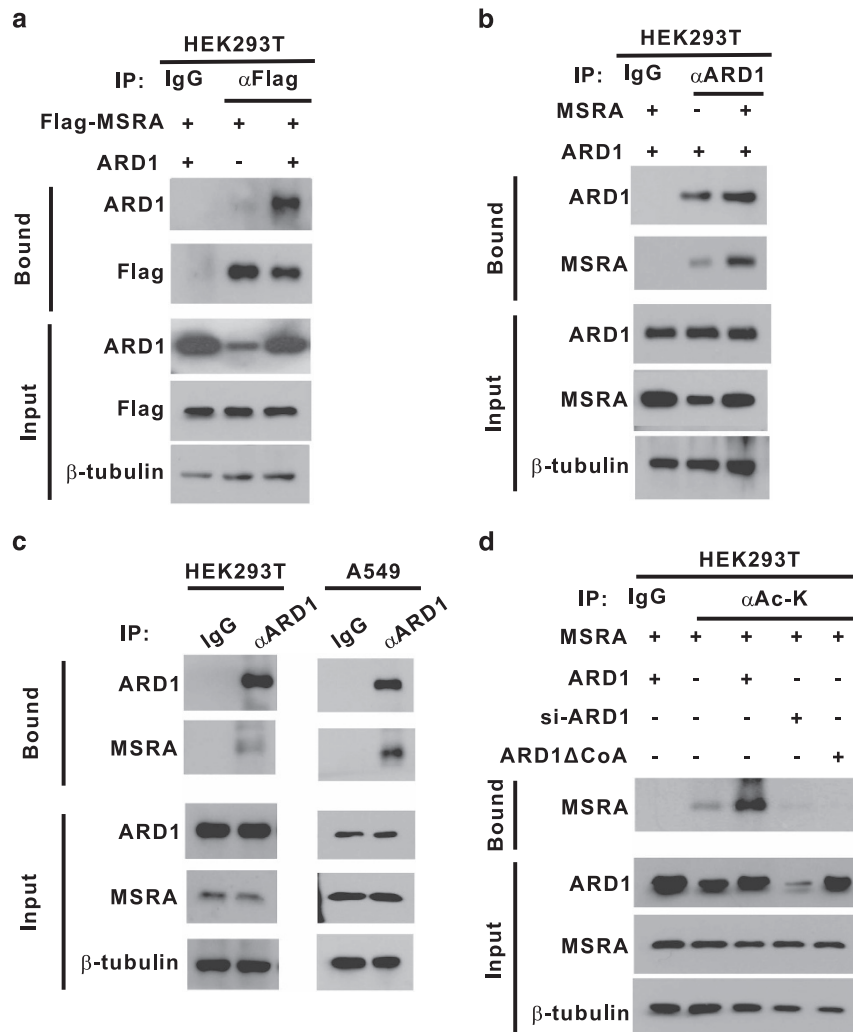 a
HEK293T
IP: IgG αFlag
Flag-MSRA + + +
ARD1 + - +
Bound
ARD1
Flag
Input
ARD1
Flag
β-tubulin
b
HEK293T
IP: IgG αARD1
MSRA + - +
ARD1 + + +
Bound
ARD1
MSRA
Input
ARD1
MSRA
β-tubulin
c
HEK293T A549
IP: IgG αARD1 IgG αARD1
Bound
ARD1
MSRA
Input
ARD1
MSRA
β-tubulin
d
HEK293T
IP: IgG αAc-K
MSRA + + + + +
ARD1 + - + - -
si-ARD1 - - - + -
ARD1ΔCoA - - - - +
Bound
MSRA
Input
ARD1
MSRA
β-tubulin